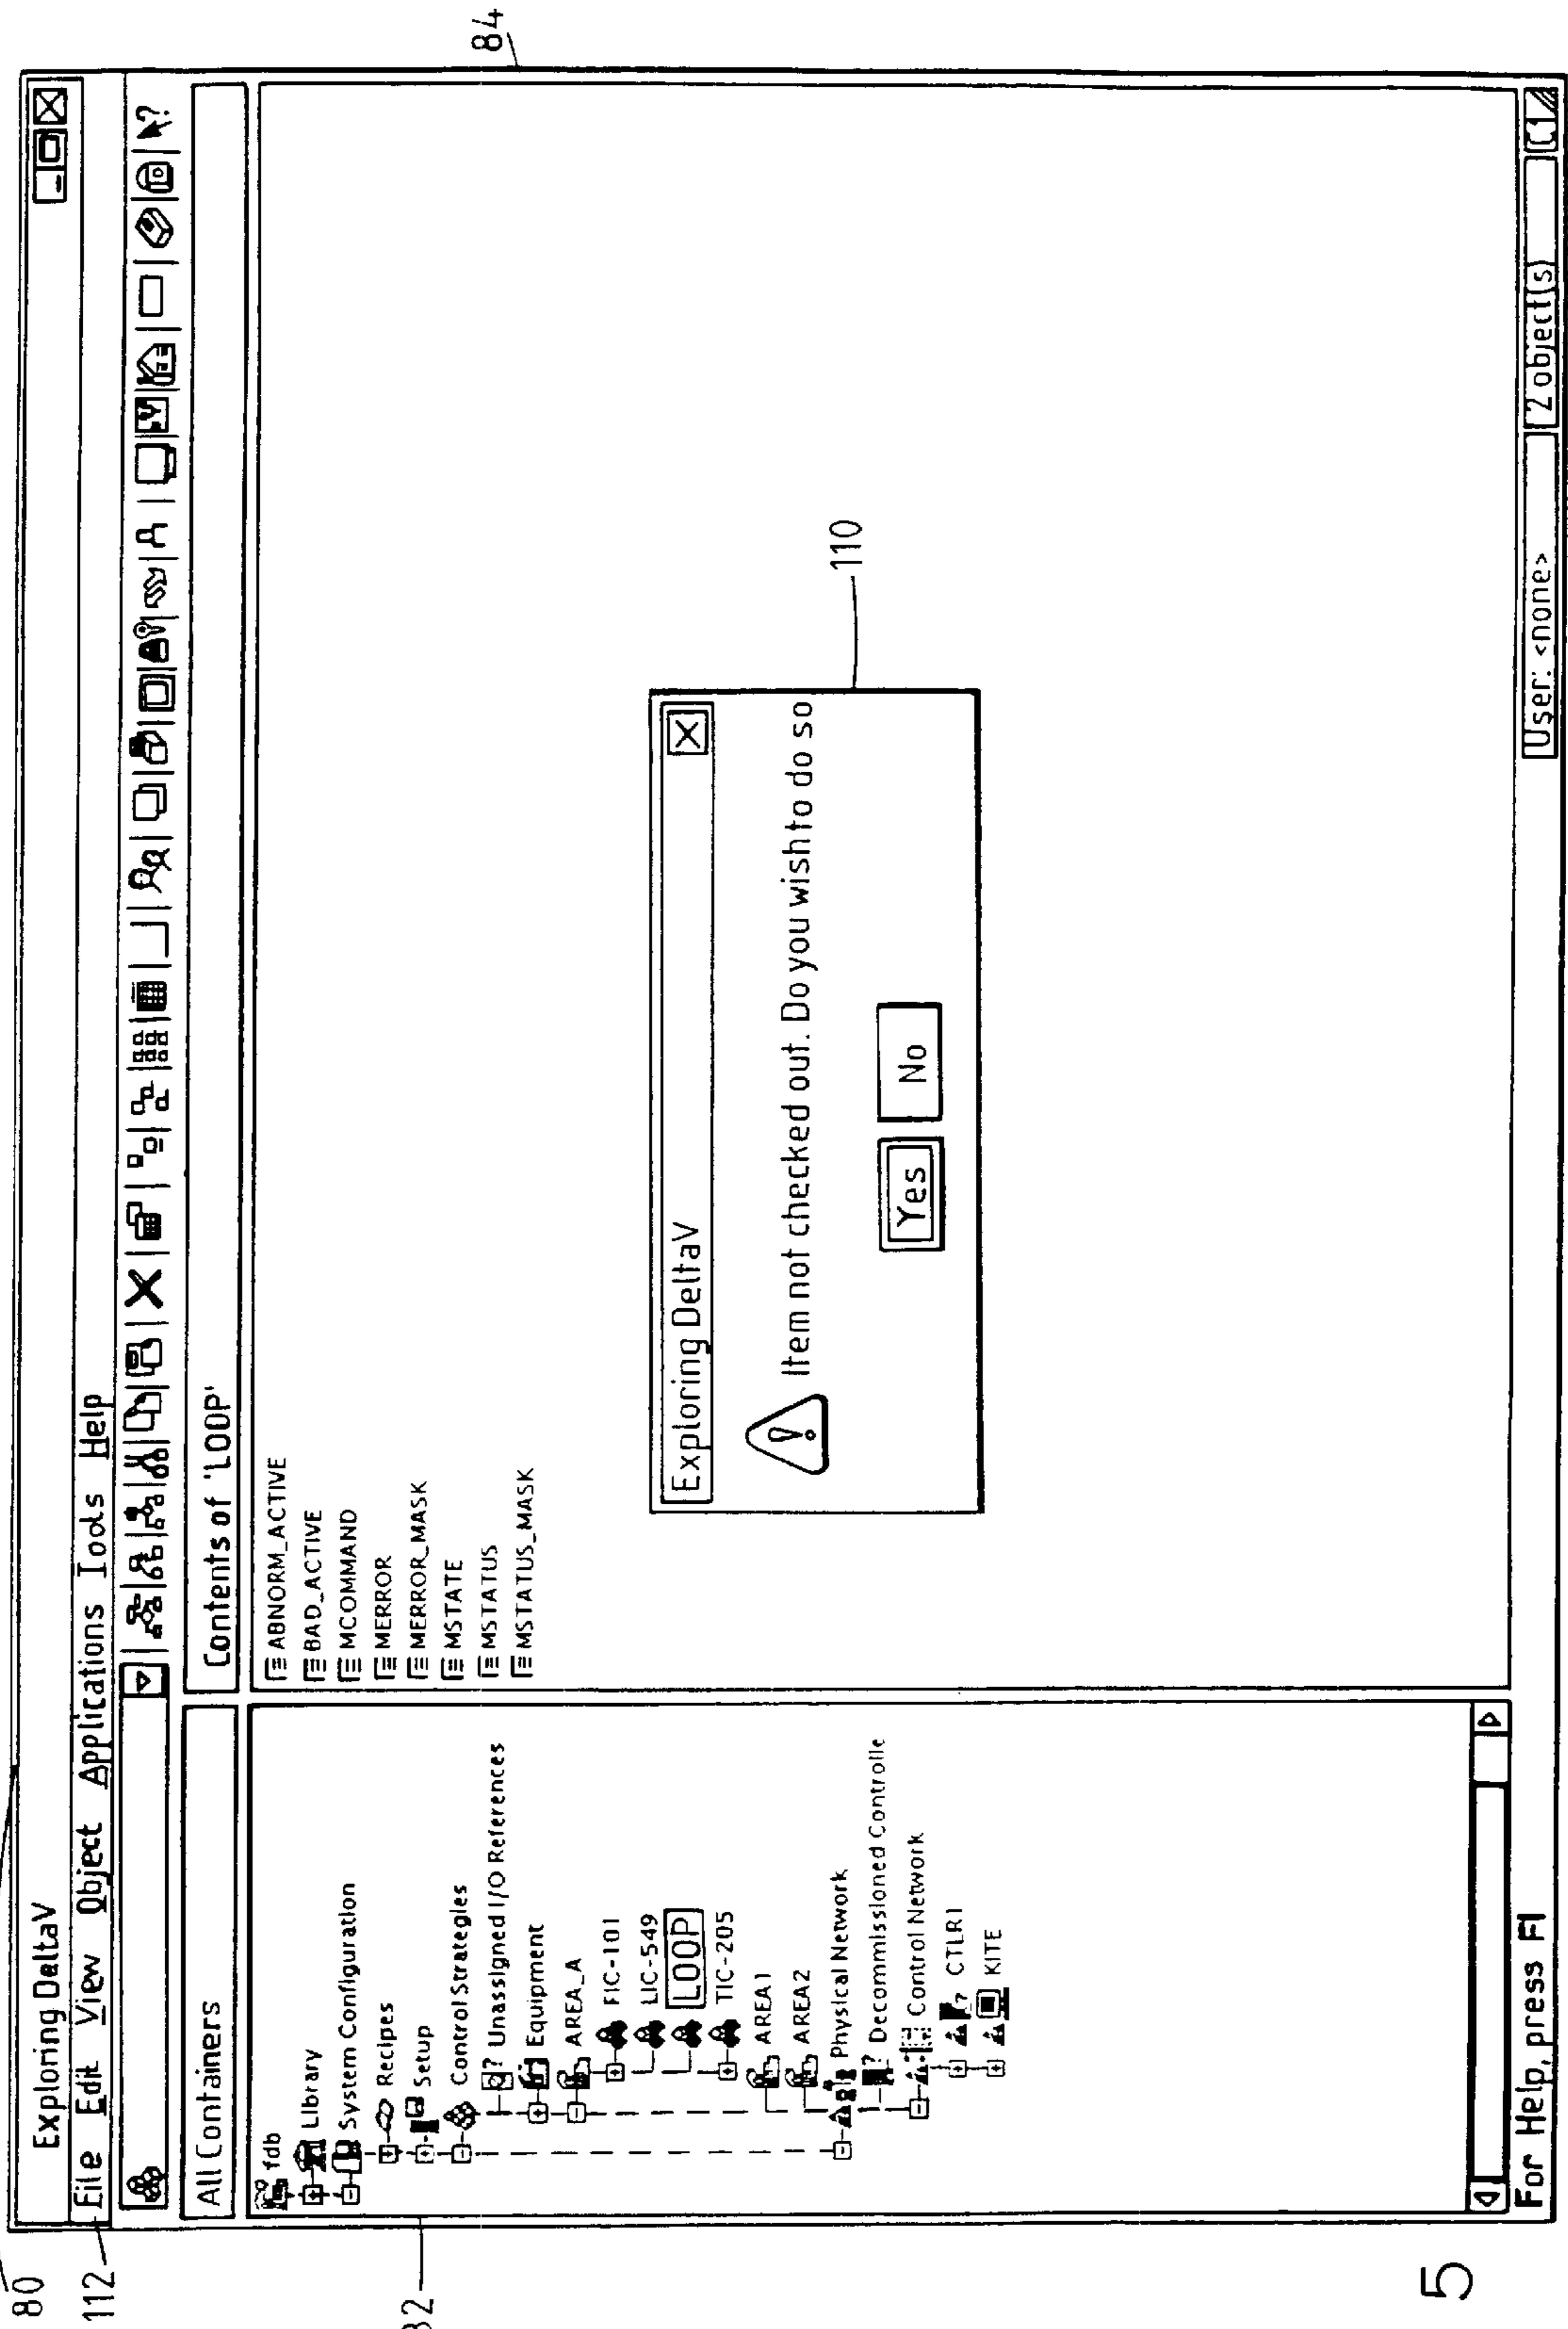 80
Exploring DeltaV
112
File Edit View Object Applications Tools Help
All Containers
Contents of 'LOOP'
84
fdb
Library
System Configuration
Recipes
Setup
Control Strategles
? Unassigned I/O References
Equipment
AREA_A
FIC-101
LIC-549
LOOP
TIC-205
AREA1
AREA2
Physical Network
? Decommissioned Controlle
Control Network
? CTLR1
KITE
ABNORM_ACTIVE
BAD_ACTIVE
MCOMMAND
MERROR
MERROR_MASK
MSTATE
MSTATUS
MSTATUS_MASK
Exploring DeltaV
Item not checked out. Do you wish to do so
Yes No
110
For Help, press F1
User: <none> 2 object(s)
5